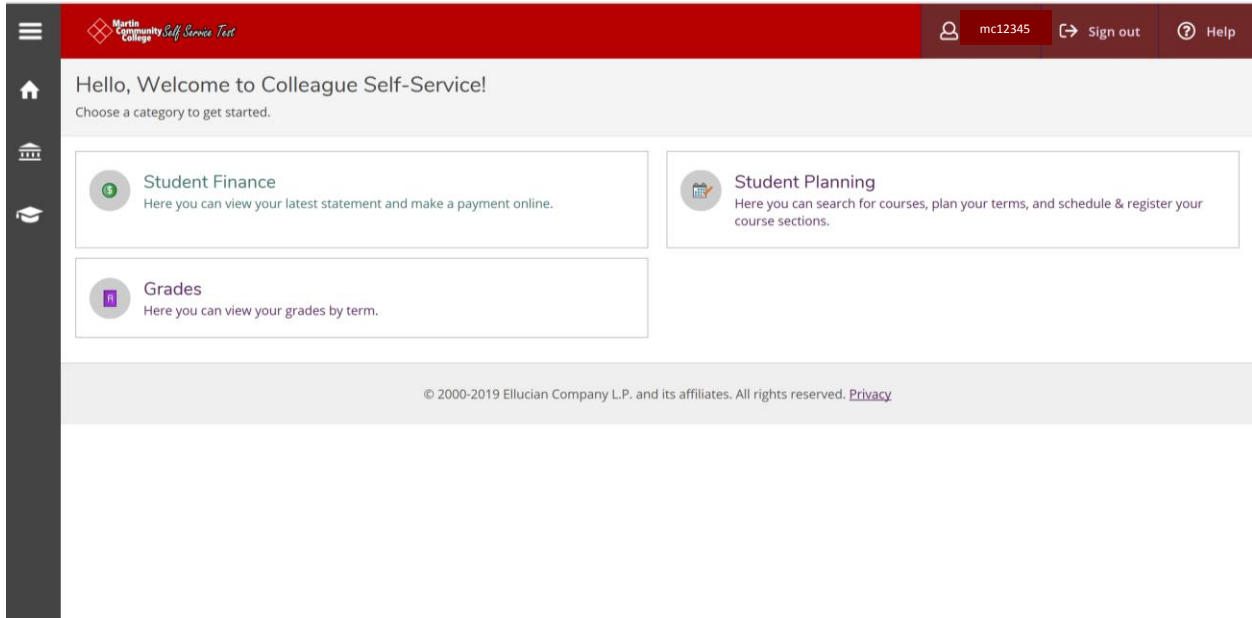 Martin
Community
College
Self Service Test
mc12345
Sign out
Help
Hello, Welcome to Colleague Self-Service!
Choose a category to get started.
Student Finance
Here you can view your latest statement and make a payment online.
Student Planning
Here you can search for courses, plan your terms, and schedule & register your
course sections.
Grades
Here you can view your grades by term.
© 2000-2019 Ellucian Company L.P. and its affiliates. All rights reserved. Privacy